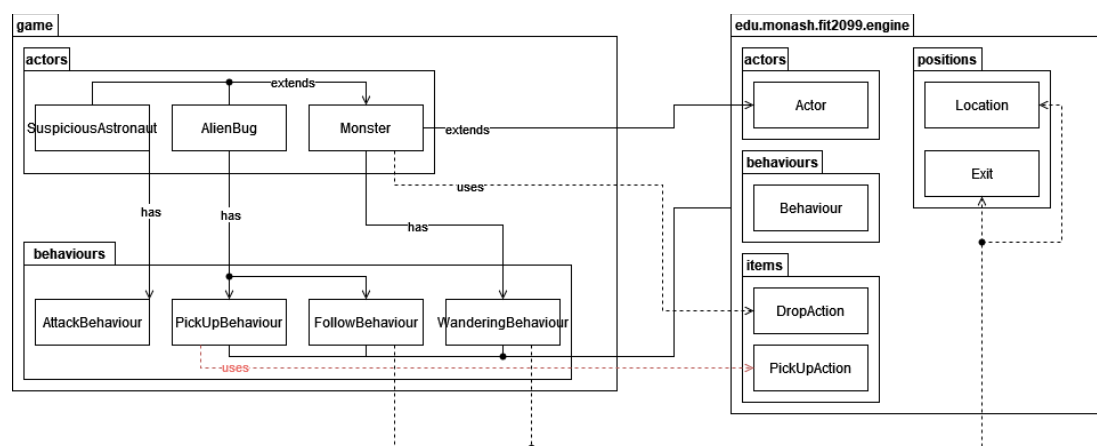 game
edu.monash.fit2099.engine
actors
actors
positions
extends
SuspiciousAstronaut
AlienBug
Monster
extends
Actor
Location
behaviours
Exit
uses
Behaviour
has
has
has
behaviours
items
AttackBehaviour
PickUpBehaviour
FollowBehaviour
WanderingBehaviour
DropAction
uses
PickUpAction